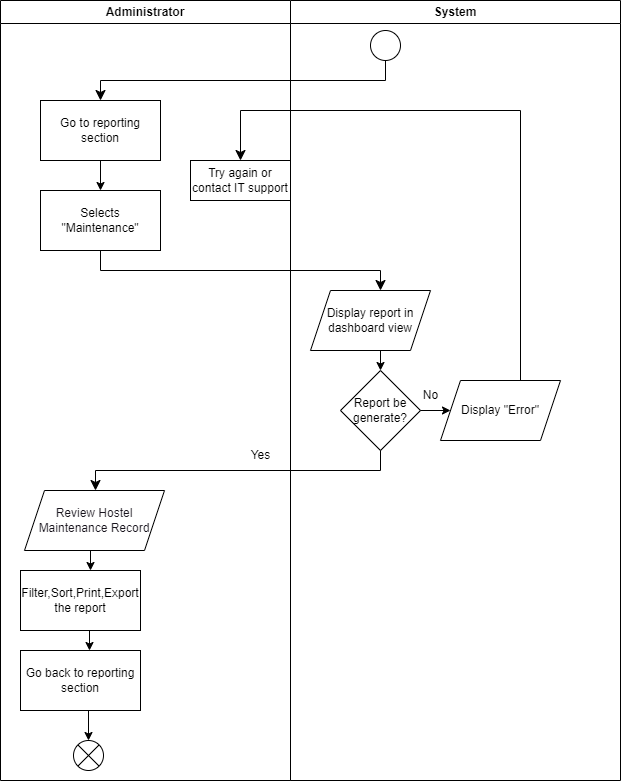 Administrator
System
Go to reporting
section
Try again or
contact IT support
Selects
"Maintenance"
Display report in
dashboard view
Report be
generate?
No
Display "Error"
Yes
Review Hostel
Maintenance Record
Filter,Sort,Print,Export
the report
Go back to reporting
section